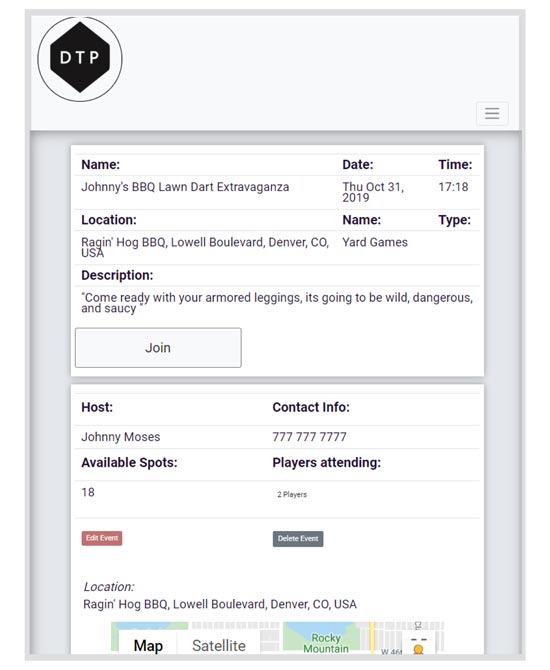 DTP
Name: Date: Time:
Johnny's BBQ Lawn Dart Extravaganza Thu Oct 31, 17:18
2019
Location: Name: Type:
Ragin' Hog BBQ, Lowell Boulevard, Denver, CO, Yard Games
USA
Description:
"Come ready with your armored leggings, its going to be wild, dangerous,
and saucy "
Join
Host: Contact Info:
Johnny Moses 777 777 7777
Available Spots: Players attending:
18 2 Players
Edit Event Delete Event
Location:
Ragin' Hog BBQ, Lowell Boulevard, Denver, CO, USA
Map Satellite
Rocky
Mountain